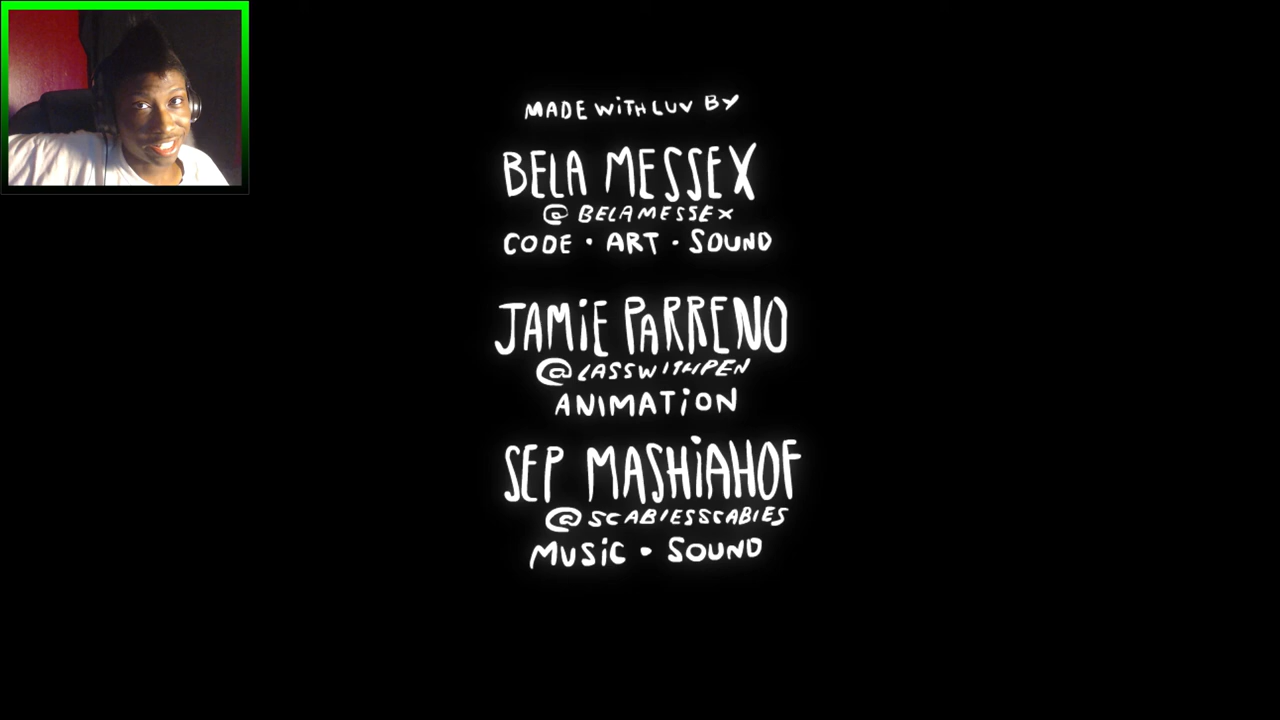 MADE WiTH LUV BY
BELA MESSEX
@BELAMESSEX
CODE · ART · SOUND
JAMiE PARRENO
@LASSWITHPEN
ANIMATiON
SEP MASHiAHOF
@SCABIESSCABIES
MUSiC · SOUND